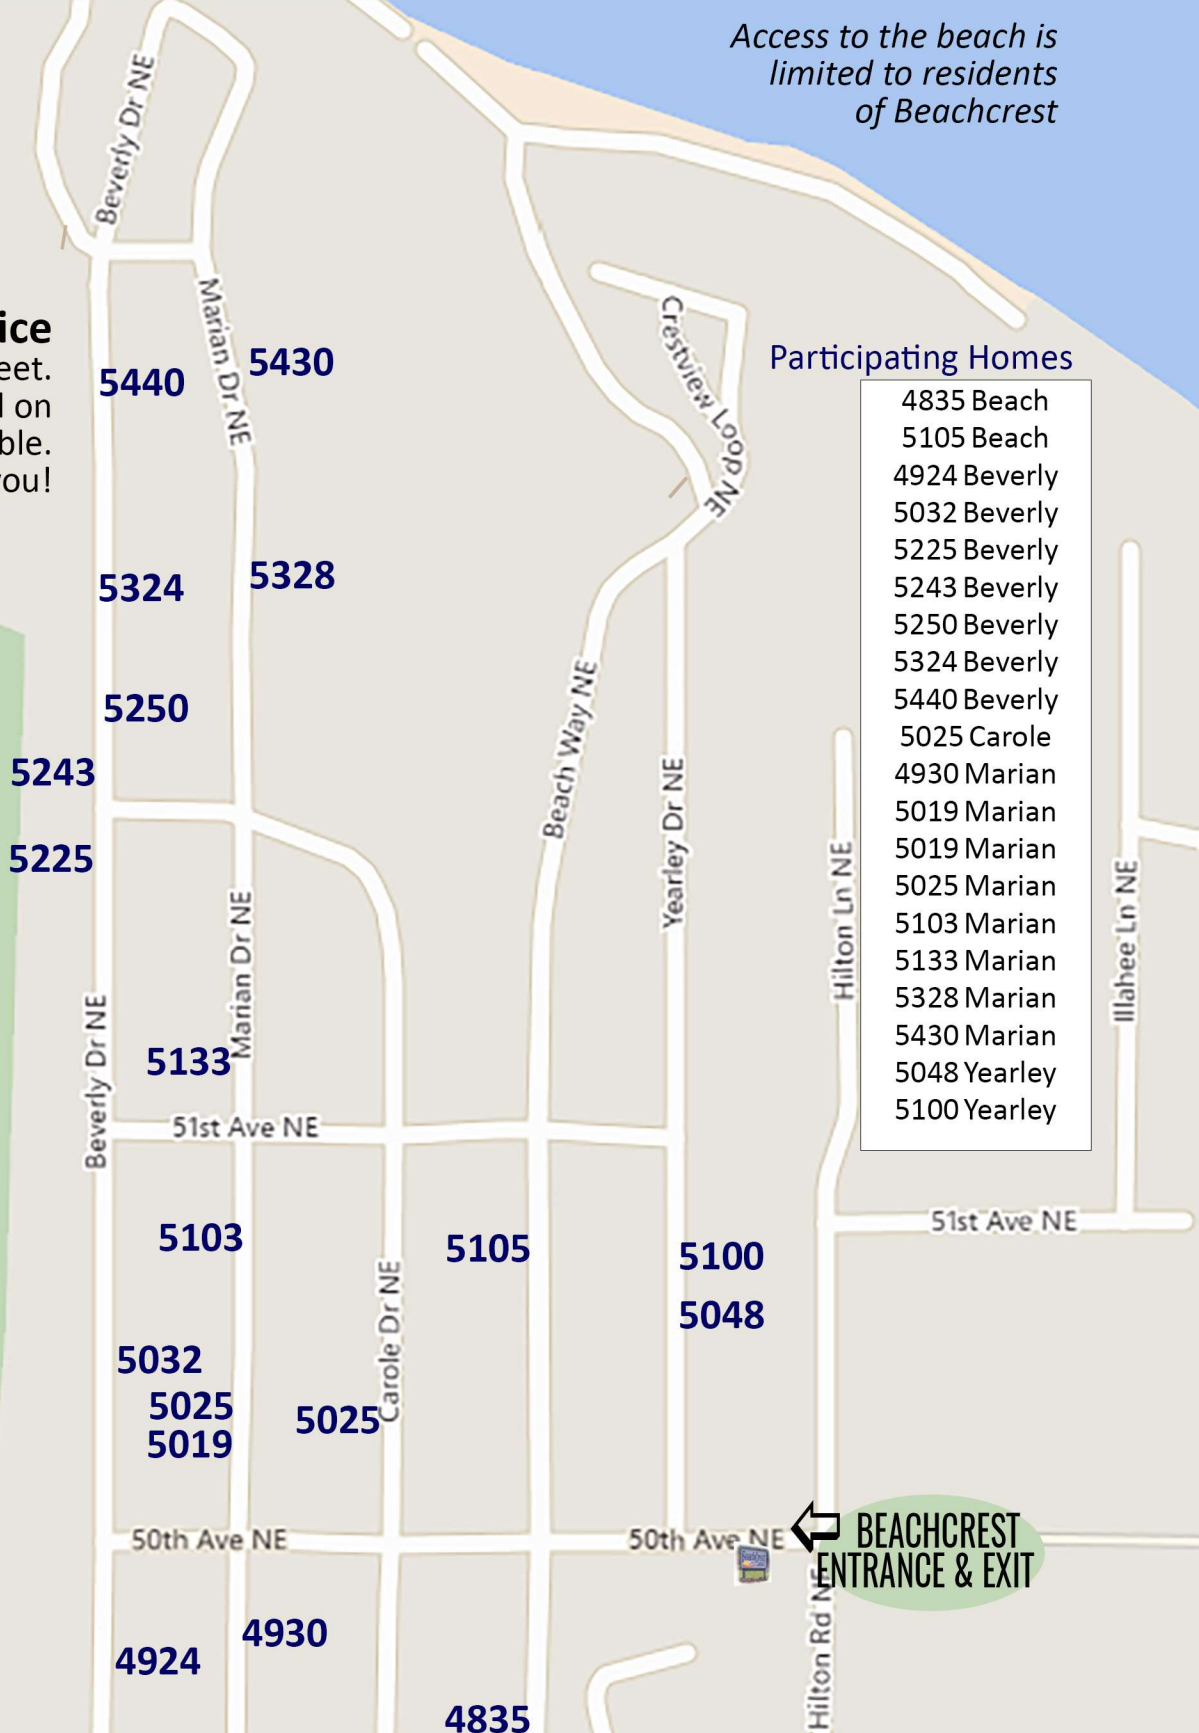 Access to the beach is
limited to residents
of Beachcrest
Beverly Dr NE
Marian Dr NE
5440
5430
Crestview Loop NE
ice
eet.
on
ble.
ou!
Participating Homes
4835 Beach
5105 Beach
4924 Beverly
5032 Beverly
5225 Beverly
5243 Beverly
5250 Beverly
5324 Beverly
5440 Beverly
5025 Carole
4930 Marian
5019 Marian
5019 Marian
5025 Marian
5103 Marian
5133 Marian
5328 Marian
5430 Marian
5048 Yearley
5100 Yearley
5324
5328
5250
5243
5225
Beach Way NE
Yearley Dr NE
Hilton Ln NE
Illahee Ln NE
Marian Dr NE
Beverly Dr NE
5133
51st Ave NE
51st Ave NE
5103
5105
5100
5048
Carole Dr NE
5032
5025
5019
5025
50th Ave NE
50th Ave NE
BEACHCREST
ENTRANCE & EXIT
Hilton Rd NE
4930
4924
4835